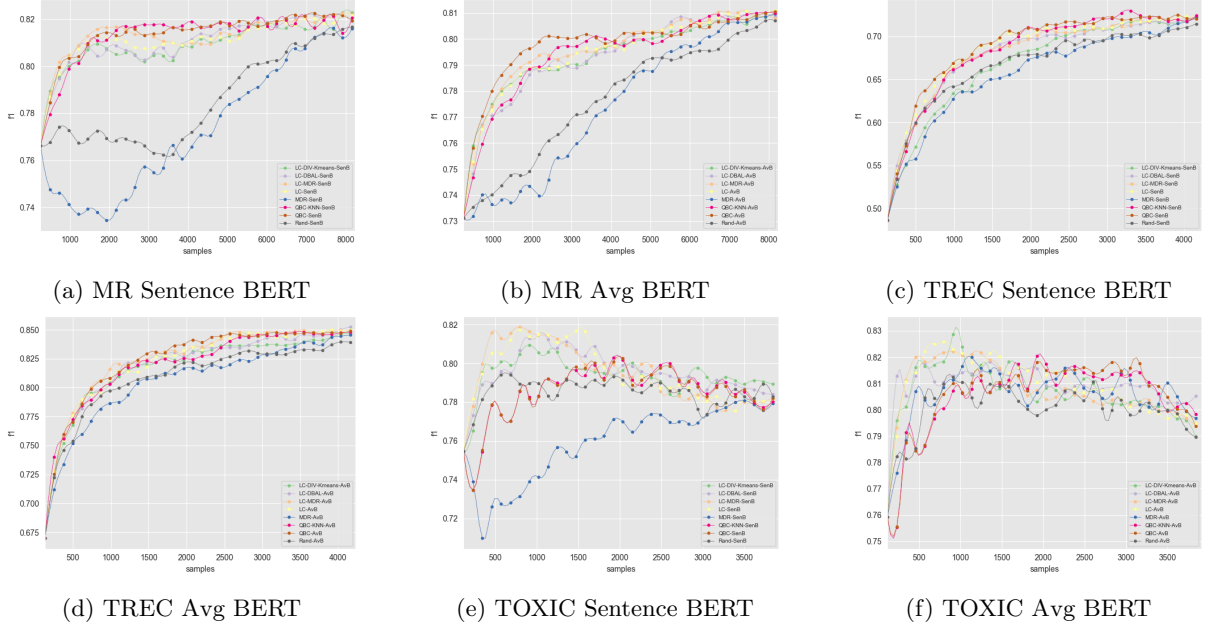 0.82
0.80
0.78
0.76
0.74
f1
1000 2000 3000 4000 5000 6000 7000 8000
samples
LC-DIV-Kmeans-SenB
LC-DBAL-SenB
LC-MDR-SenB
LC-SenB
MDR-SenB
QBC-KNN-SenB
QBC-SenB
Rand-SenB
(a) MR Sentence BERT
0.81
0.80
0.79
0.78
0.77
0.76
0.75
0.74
0.73
f1
1000 2000 3000 4000 5000 6000 7000 8000
samples
LC-DIV-Kmeans-AvB
LC-DBAL-AvB
LC-MDR-AvB
LC-AvB
MDR-AvB
QBC-KNN-AvB
QBC-AvB
Rand-AvB
(b) MR Avg BERT
0.70
0.65
0.60
0.55
0.50
f1
500 1000 1500 2000 2500 3000 3500 4000
samples
LC-DIV-Kmeans-SenB
LC-DBAL-SenB
LC-MDR-SenB
LC-SenB
MDR-SenB
QBC-KNN-SenB
QBC-SenB
Rand-SenB
(c) TREC Sentence BERT
0.850
0.825
0.800
0.775
0.750
0.725
0.700
0.675
f1
500 1000 1500 2000 2500 3000 3500 4000
samples
LC-DIV-Kmeans-AvB
LC-DBAL-AvB
LC-MDR-AvB
LC-AvB
MDR-AvB
QBC-KNN-AvB
QBC-AvB
Rand-AvB
(d) TREC Avg BERT
0.82
0.80
0.78
0.76
0.74
0.72
f1
500 1000 1500 2000 2500 3000 3500
samples
LC-DIV-Kmeans-SenB
LC-DBAL-SenB
LC-MDR-SenB
LC-SenB
MDR-SenB
QBC-KNN-SenB
QBC-SenB
Rand-SenB
(e) TOXIC Sentence BERT
0.83
0.82
0.81
0.80
0.79
0.78
0.77
0.76
0.75
f1
500 1000 1500 2000 2500 3000 3500
samples
LC-DIV-Kmeans-AvB
LC-DBAL-AvB
LC-MDR-AvB
LC-AvB
MDR-AvB
QBC-KNN-AvB
QBC-AvB
Rand-AvB
(f) TOXIC Avg BERT